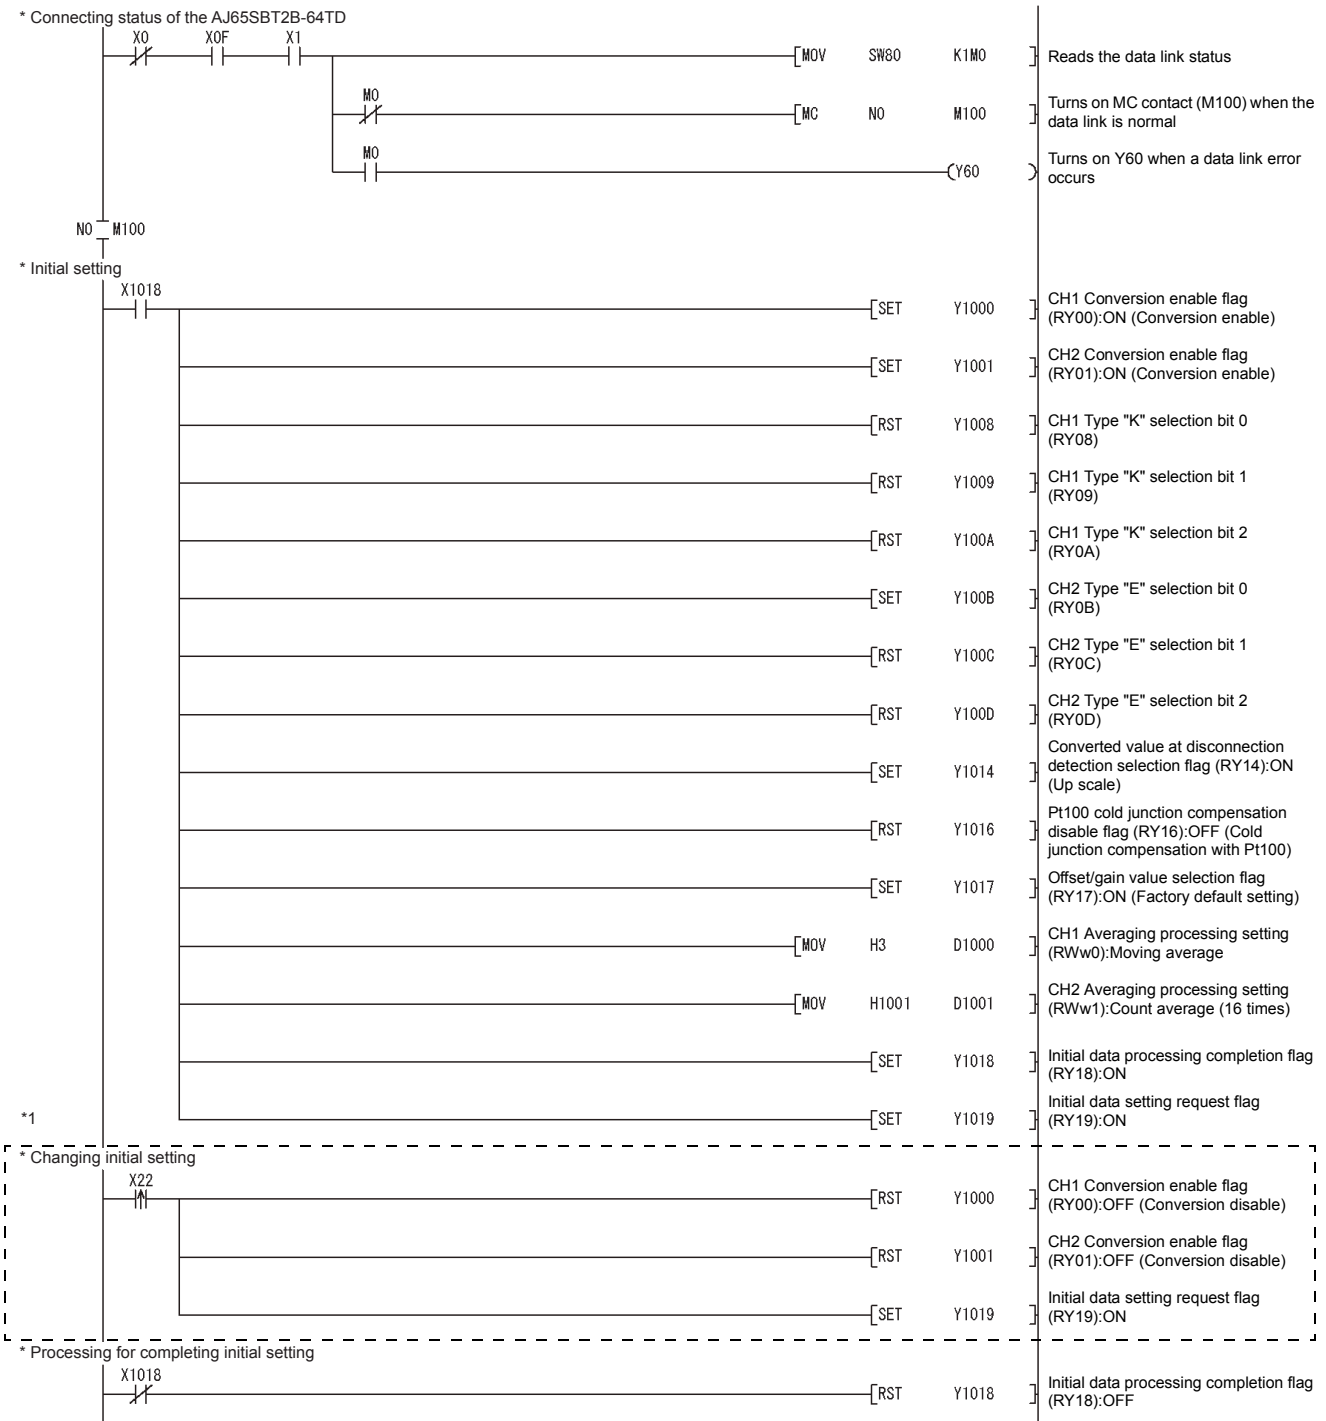 * Connecting status of the AJ65SBT2B-64TD
X0 X0F X1
MOV SW80 K1M0 Reads the data link status
M0
MC N0 M100 Turns on MC contact (M100) when the
data link is normal
M0
Y60 Turns on Y60 when a data link error
occurs
N0 M100
* Initial setting
X1018
SET Y1000 CH1 Conversion enable flag
(RY00):ON (Conversion enable)
SET Y1001 CH2 Conversion enable flag
(RY01):ON (Conversion enable)
RST Y1008 CH1 Type "K" selection bit 0
(RY08)
RST Y1009 CH1 Type "K" selection bit 1
(RY09)
RST Y100A CH1 Type "K" selection bit 2
(RY0A)
SET Y100B CH2 Type "E" selection bit 0
(RY0B)
RST Y100C CH2 Type "E" selection bit 1
(RY0C)
RST Y100D CH2 Type "E" selection bit 2
(RY0D)
SET Y1014 Converted value at disconnection
detection selection flag (RY14):ON
(Up scale)
RST Y1016 Pt100 cold junction compensation
disable flag (RY16):OFF (Cold
junction compensation with Pt100)
SET Y1017 Offset/gain value selection flag
(RY17):ON (Factory default setting)
MOV H3 D1000 CH1 Averaging processing setting
(RWw0):Moving average
MOV H1001 D1001 CH2 Averaging processing setting
(RWw1):Count average (16 times)
SET Y1018 Initial data processing completion flag
(RY18):ON
*1
SET Y1019 Initial data setting request flag
(RY19):ON
* Changing initial setting
X22
RST Y1000 CH1 Conversion enable flag
(RY00):OFF (Conversion disable)
RST Y1001 CH2 Conversion enable flag
(RY01):OFF (Conversion disable)
SET Y1019 Initial data setting request flag
(RY19):ON
* Processing for completing initial setting
X1018
RST Y1018 Initial data processing completion flag
(RY18):OFF